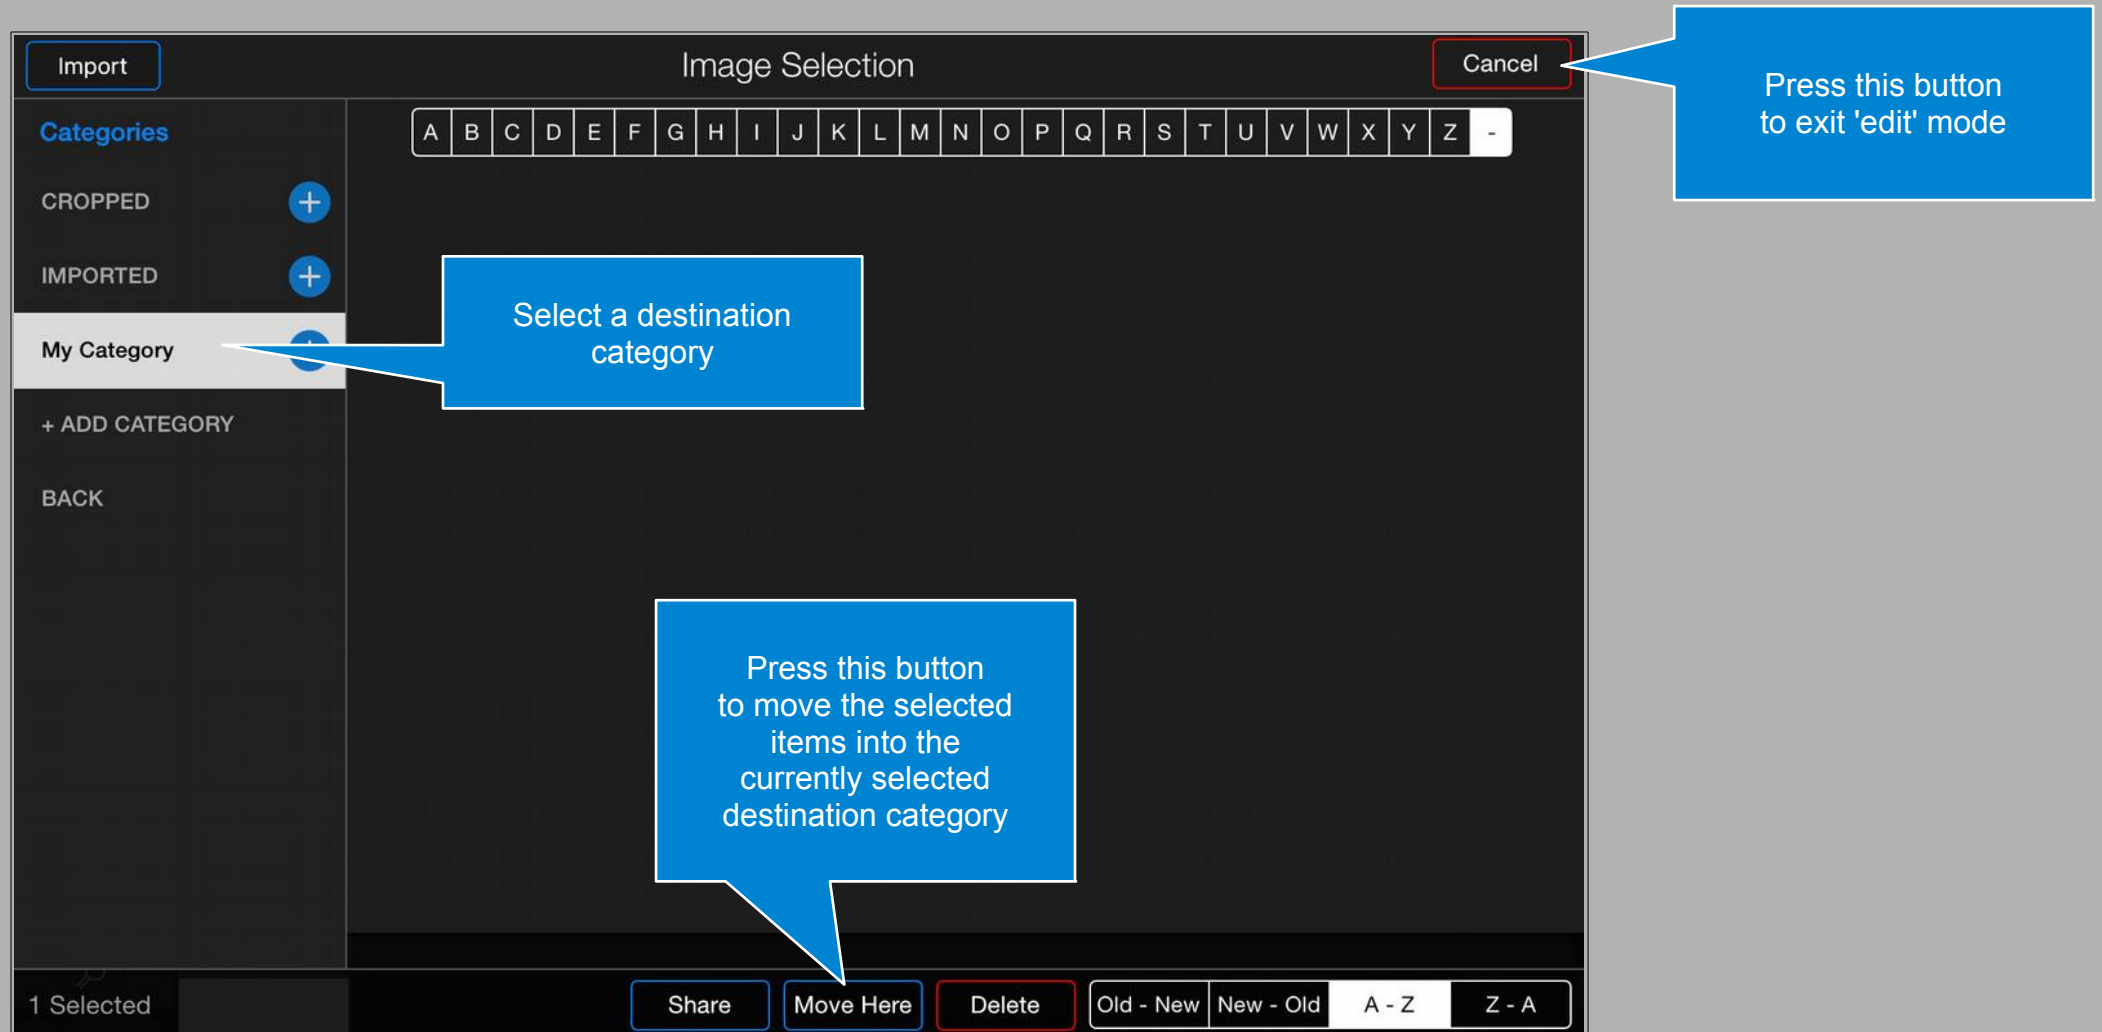 Import
Image Selection
Cancel
Press this button
to exit 'edit' mode
Categories
A B C D E F G H I J K L M N O P Q R S T U V W X Y Z -
CROPPED
IMPORTED
My Category
Select a destination
category
+ ADD CATEGORY
BACK
Press this button
to move the selected
items into the
currently selected
destination category
1 Selected
Share
Move Here
Delete
Old - New
New - Old
A - Z
Z - A